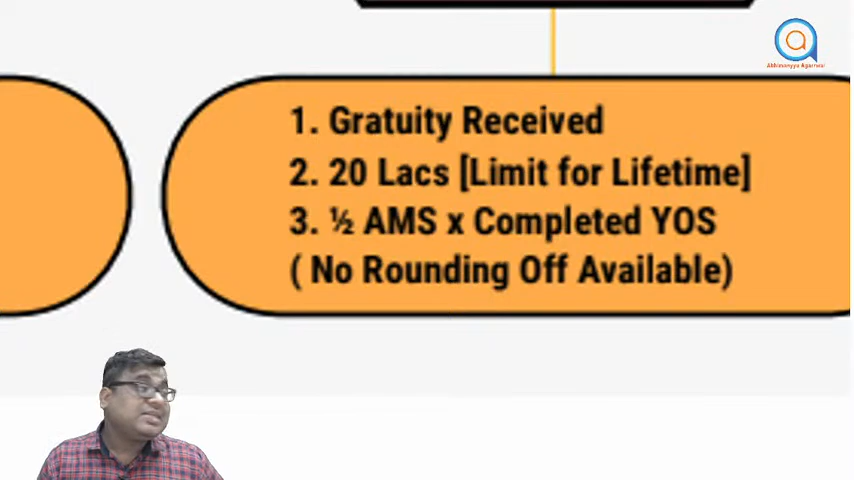 1. Gratuity Received
2. 20 Lacs [Limit for Lifetime]
3. ½ AMS x Completed YOS
( No Rounding Off Available)